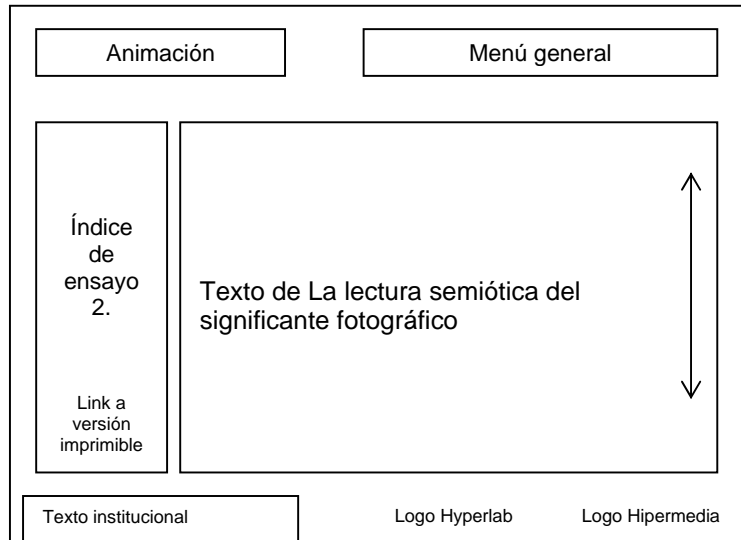 Animación
Menú general
Índice
de
ensayo
2.
Link a
versión
imprimible
Texto de La lectura semiótica del
significante fotográfico
Texto institucional
Logo Hyperlab
Logo Hipermedia